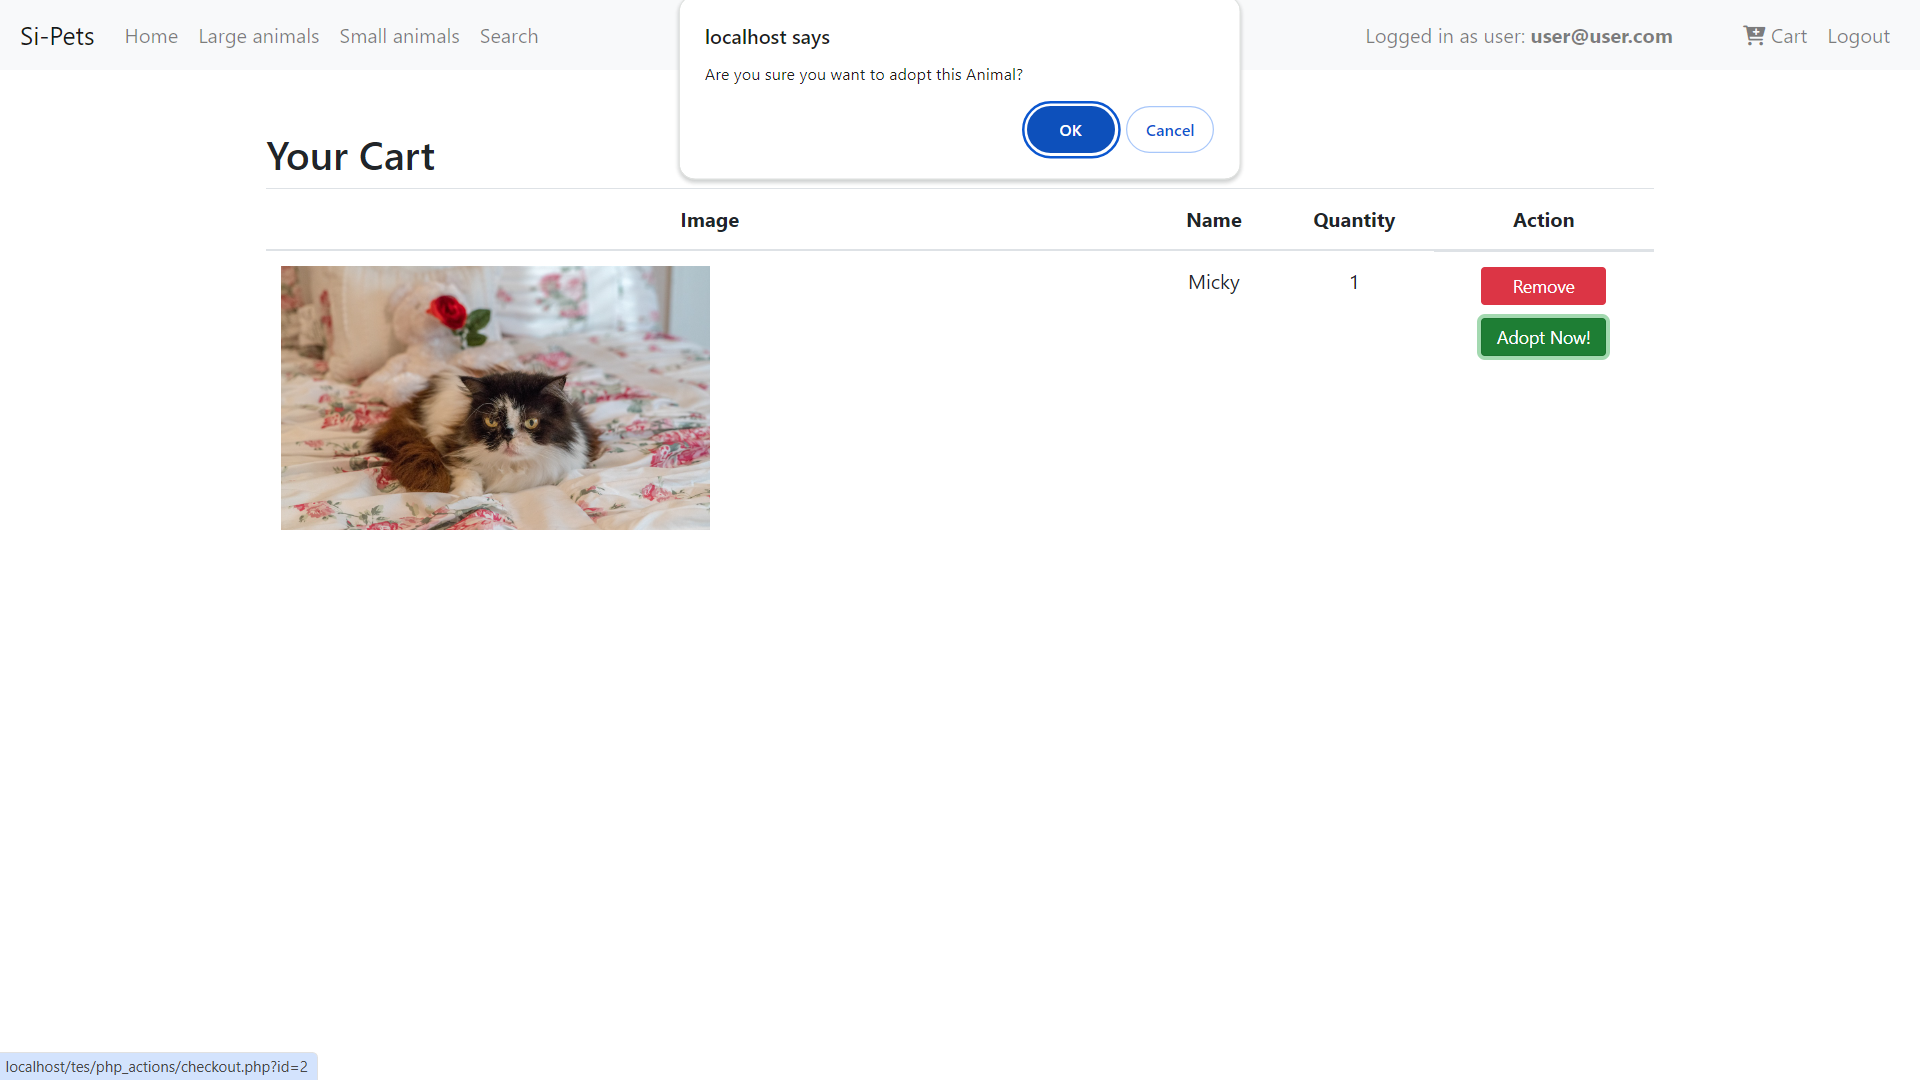 Si-Pets Home Large animals Small animals Search Logged in as user: user@user.com Cart Logout
localhost says
Are you sure you want to adopt this Animal?
OK Cancel
Your Cart
Image Name Quantity Action
Micky 1 Remove
Adopt Now!
localhost/tes/php_actions/checkout.php?id=2